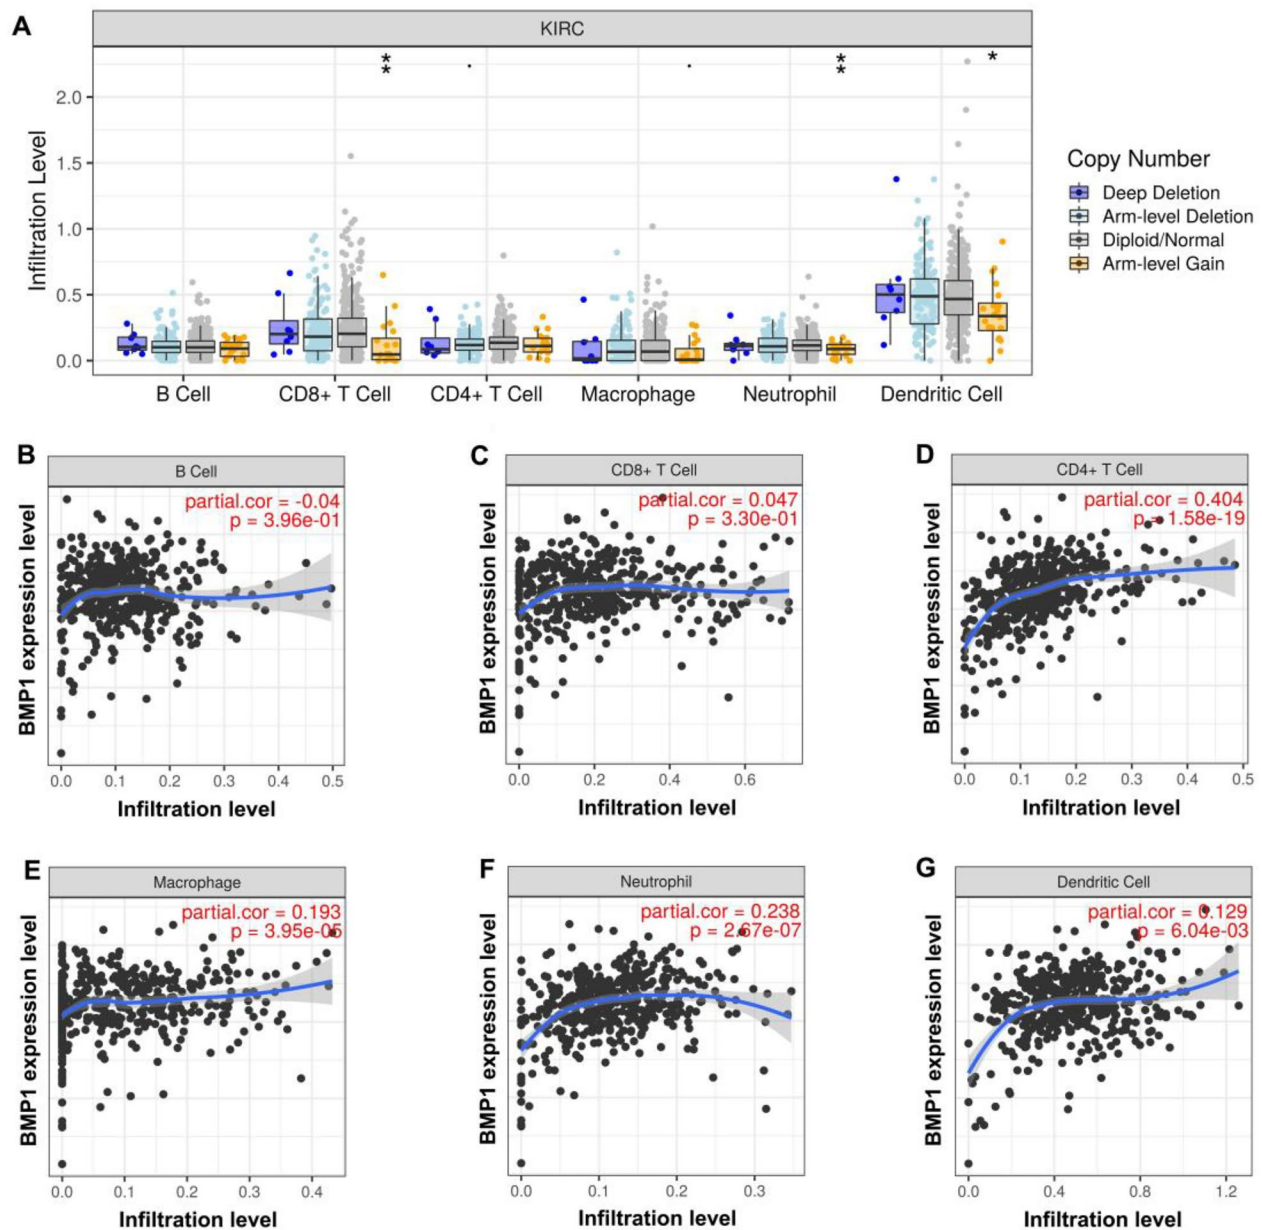 A
KIRC
**
.
.
**
*
Infiltration Level
2.0
1.5
1.0
0.5
0.0
B Cell CD8+ T Cell CD4+ T Cell Macrophage Neutrophil Dendritic Cell
Copy Number
Deep Deletion
Arm-level Deletion
Diploid/Normal
Arm-level Gain
B
B Cell
partial.cor = -0.04
p = 3.96e-01
BMP1 expression level
0.0 0.1 0.2 0.3 0.4 0.5
Infiltration level
C
CD8+ T Cell
partial.cor = 0.047
p = 3.30e-01
BMP1 expression level
0.0 0.2 0.4 0.6
Infiltration level
D
CD4+ T Cell
partial.cor = 0.404
p = 1.58e-19
BMP1 expression level
0.0 0.1 0.2 0.3 0.4 0.5
Infiltration level
E
Macrophage
partial.cor = 0.193
p = 3.95e-05
BMP1 expression level
0.0 0.1 0.2 0.3 0.4
Infiltration level
F
Neutrophil
partial.cor = 0.238
p = 2.67e-07
BMP1 expression level
0.0 0.1 0.2 0.3
Infiltration level
G
Dendritic Cell
partial.cor = 0.129
p = 6.04e-03
BMP1 expression level
0.0 0.4 0.8 1.2
Infiltration level